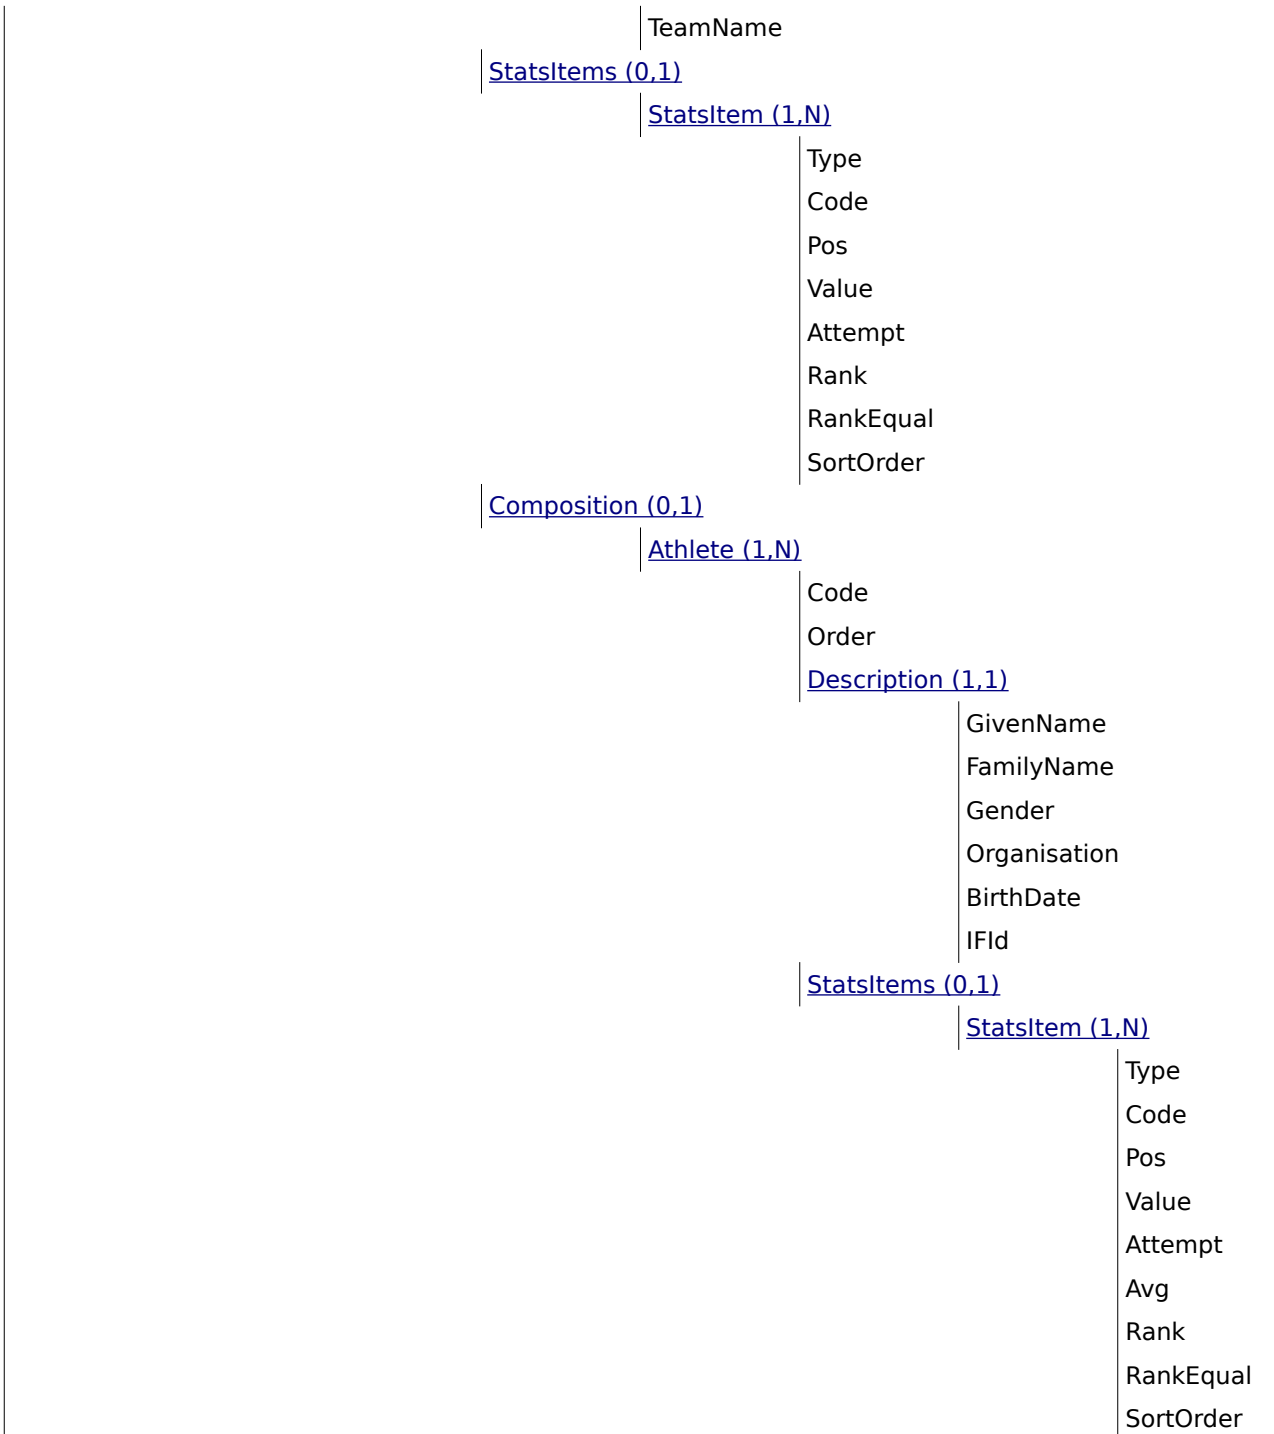 TeamName
StatsItems (0,1)
StatsItem (1,N)
Type
Code
Pos
Value
Attempt
Rank
RankEqual
SortOrder
Composition (0,1)
Athlete (1,N)
Code
Order
Description (1,1)
GivenName
FamilyName
Gender
Organisation
BirthDate
IFId
StatsItems (0,1)
StatsItem (1,N)
Type
Code
Pos
Value
Attempt
Avg
Rank
RankEqual
SortOrder